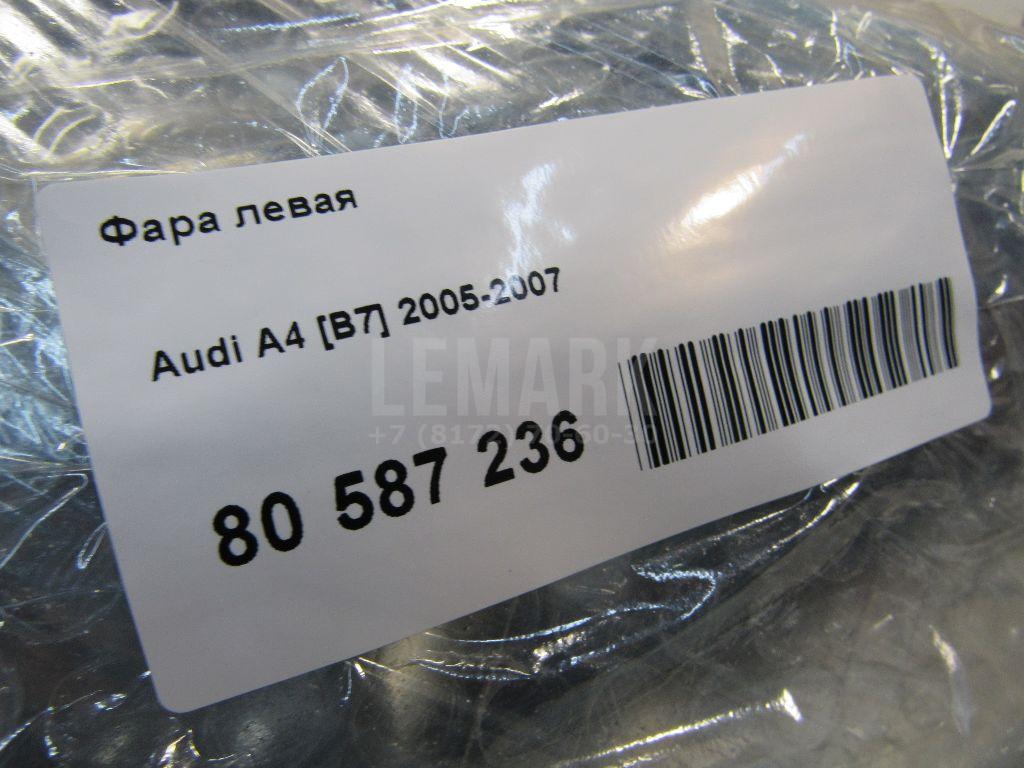 Фара левая
Audi A4 [B7] 2005-2007
LEMARK
80 587 236